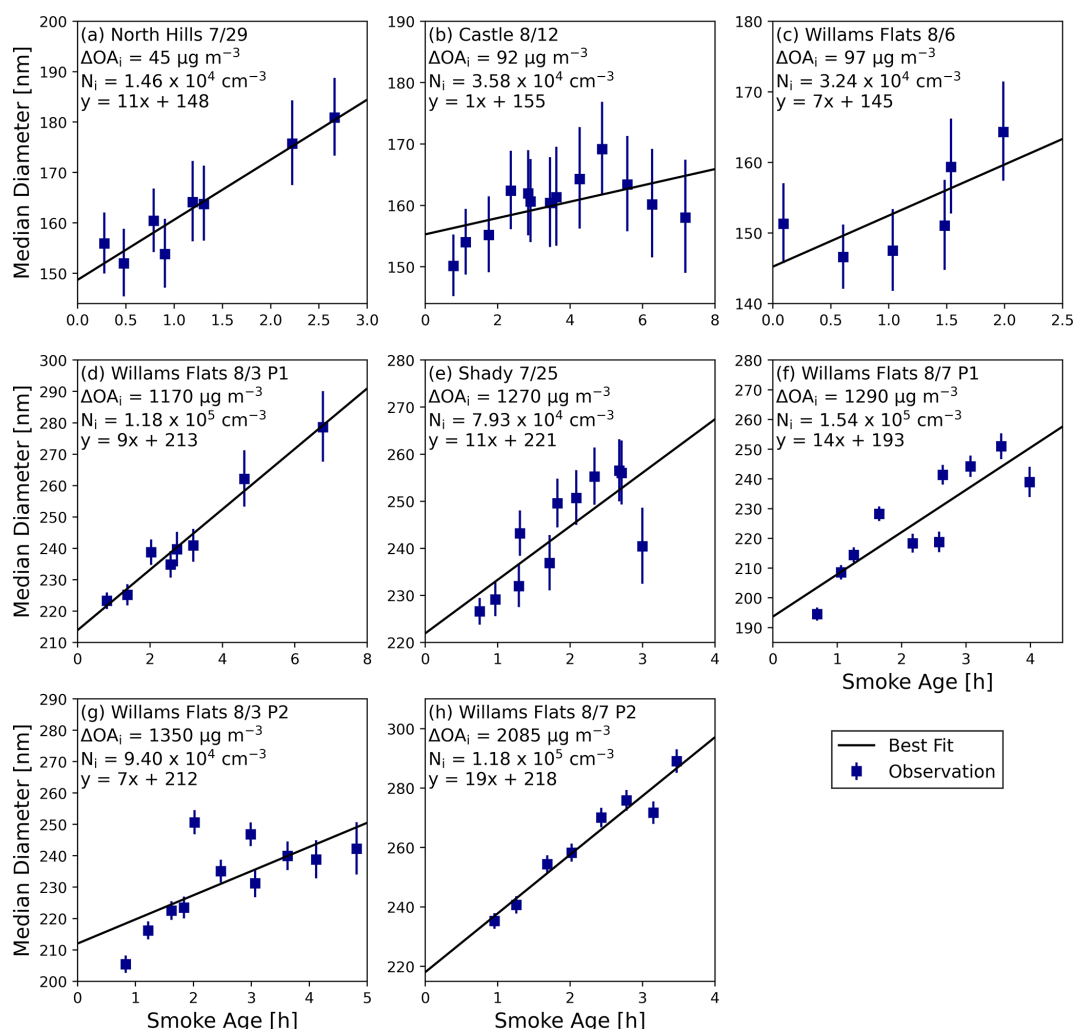 (a) North Hills 7/29
ΔOAᵢ = 45 µg m⁻³
Nᵢ = 1.46 x 10⁴ cm⁻³
y = 11x + 148
200
190
180
170
160
150
Median Diameter [nm]
0.0 0.5 1.0 1.5 2.0 2.5 3.0
(b) Castle 8/12
ΔOAᵢ = 92 µg m⁻³
Nᵢ = 3.58 x 10⁴ cm⁻³
y = 1x + 155
190
180
170
160
150
0 2 4 6 8
(c) Willams Flats 8/6
ΔOAᵢ = 97 µg m⁻³
Nᵢ = 3.24 x 10⁴ cm⁻³
y = 7x + 145
180
170
160
150
140
0.0 0.5 1.0 1.5 2.0 2.5
(d) Willams Flats 8/3 P1
ΔOAᵢ = 1170 µg m⁻³
Nᵢ = 1.18 x 10⁵ cm⁻³
y = 9x + 213
300
290
280
270
260
250
240
230
220
210
Median Diameter [nm]
0 2 4 6 8
(e) Shady 7/25
ΔOAᵢ = 1270 µg m⁻³
Nᵢ = 7.93 x 10⁴ cm⁻³
y = 11x + 221
280
270
260
250
240
230
220
0 1 2 3 4
(f) Willams Flats 8/7 P1
ΔOAᵢ = 1290 µg m⁻³
Nᵢ = 1.54 x 10⁵ cm⁻³
y = 14x + 193
280
270
260
250
240
230
220
210
200
190
0 1 2 3 4
Smoke Age [h]
(g) Willams Flats 8/3 P2
ΔOAᵢ = 1350 µg m⁻³
Nᵢ = 9.40 x 10⁴ cm⁻³
y = 7x + 212
290
280
270
260
250
240
230
220
210
200
Median Diameter [nm]
0 1 2 3 4 5
Smoke Age [h]
(h) Willams Flats 8/7 P2
ΔOAᵢ = 2085 µg m⁻³
Nᵢ = 1.18 x 10⁵ cm⁻³
y = 19x + 218
300
280
260
240
220
0 1 2 3 4
Smoke Age [h]
Best Fit
Observation